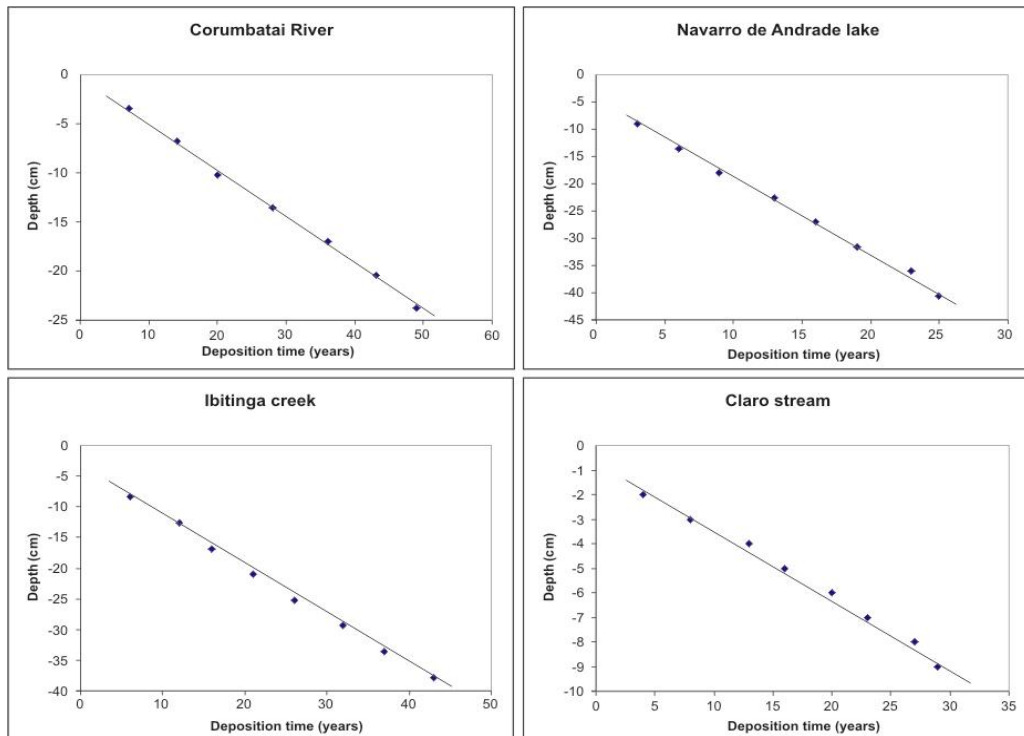 Corumbatai River
0
-5
-10
-15
-20
-25
Depth (cm)
0 10 20 30 40 50 60
Deposition time (years)
Navarro de Andrade lake
0
-5
-10
-15
-20
-25
-30
-35
-40
-45
Depth (cm)
0 5 10 15 20 25 30
Deposition time (years)
Ibitinga creek
0
-5
-10
-15
-20
-25
-30
-35
-40
Depth (cm)
0 10 20 30 40 50
Deposition time (years)
Claro stream
0
-1
-2
-3
-4
-5
-6
-7
-8
-9
-10
Depth (cm)
0 5 10 15 20 25 30 35
Deposition time (years)